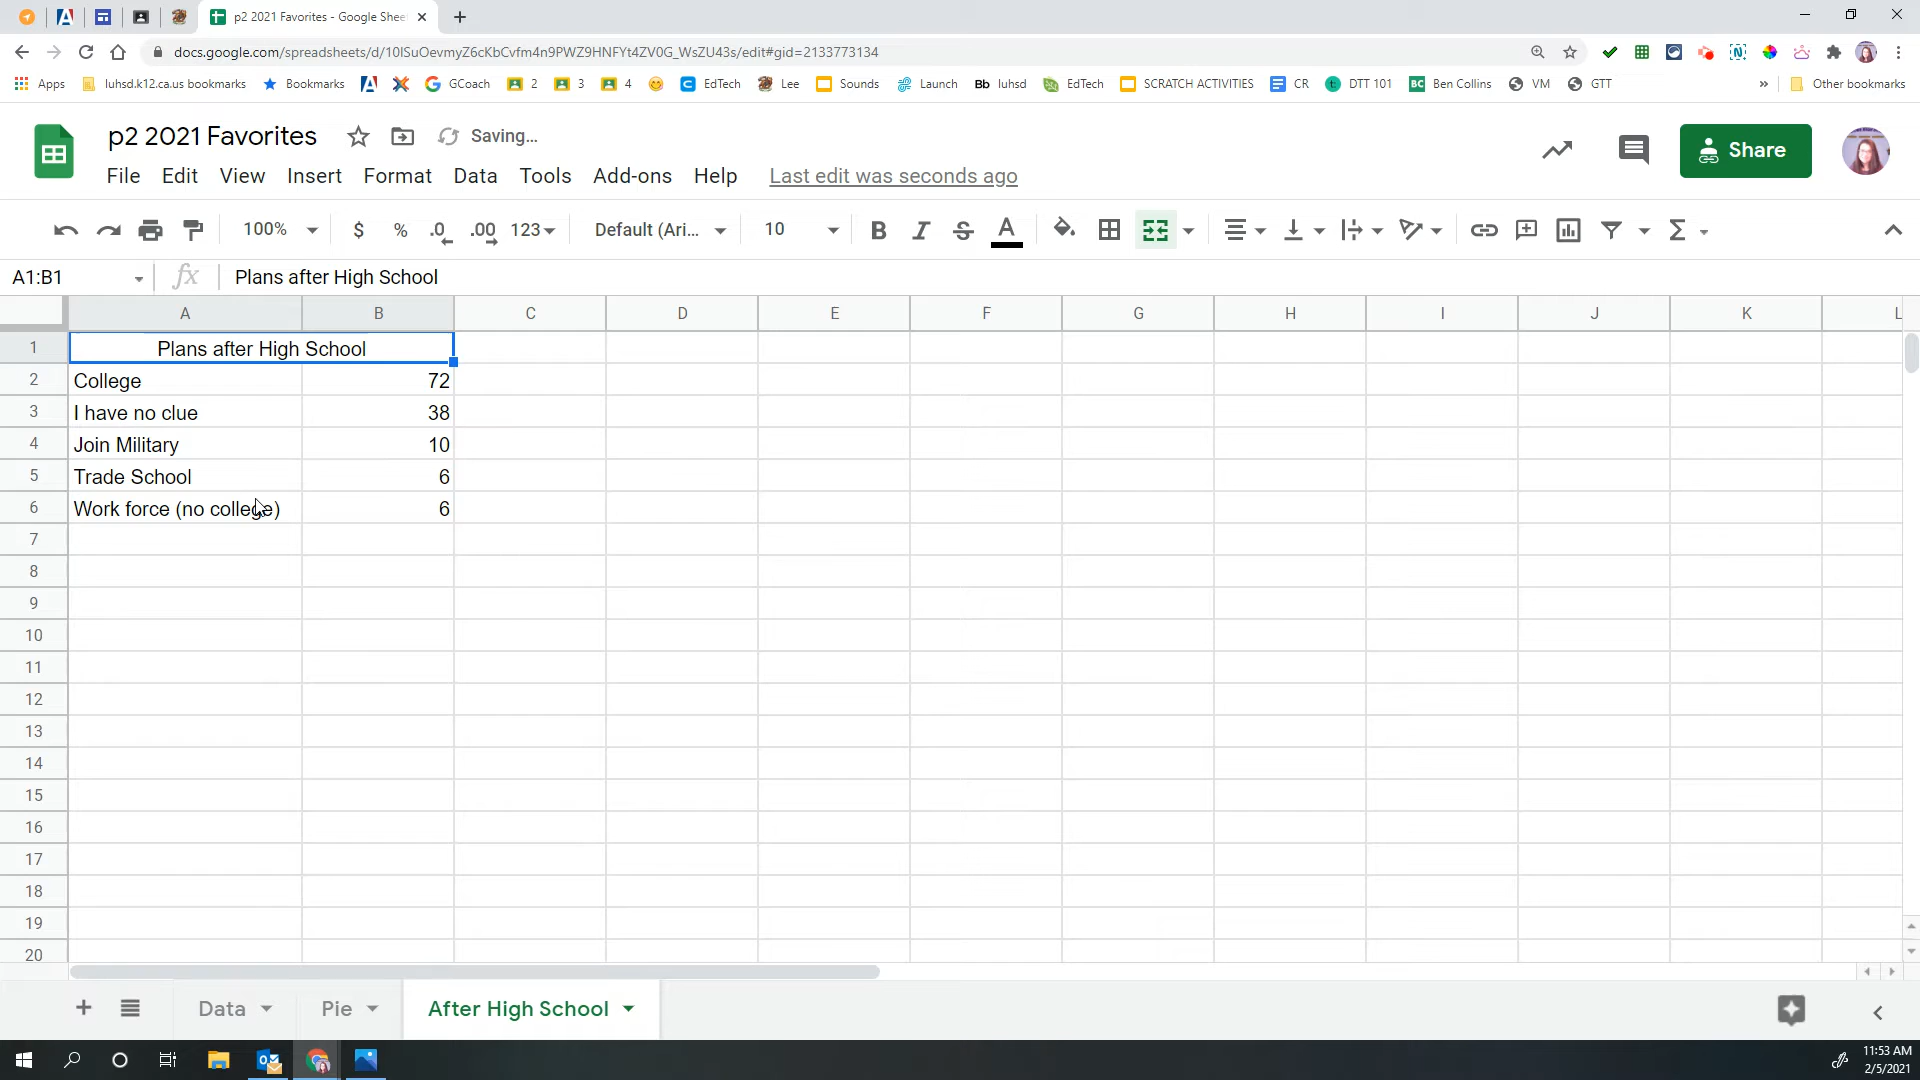 p2 2021 Favorites - Google Shee
docs.google.com/spreadsheets/d/10ISuOevmyZ6cKbCvfm4n9PWZ9HNFYt4ZV0G_WsZU43s/edit#gid=2133773134
Apps luhsd.k12.ca.us bookmarks Bookmarks GCoach 2 3 4 EdTech Lee Sounds Launch Bb luhsd EdTech SCRATCH ACTIVITIES CR t DTT 101 BC Ben Collins VM GTT » Other bookmarks
p2 2021 Favorites Saving… Share
File Edit View Insert Format Data Tools Add-ons Help Last edit was seconds ago
100% $ % .0 .00 123 Default (Ari... 10 B I S A Σ
A1:B1 fx Plans after High School
A B C D E F G H I J K L
1 Plans after High School
2 College 72
3 I have no clue 38
4 Join Military 10
5 Trade School 6
6 Work force (no college) 6
7
8
9
10
11
12
13
14
15
16
17
18
19
20
+ Data Pie After High School
11:53 AM
2/5/2021